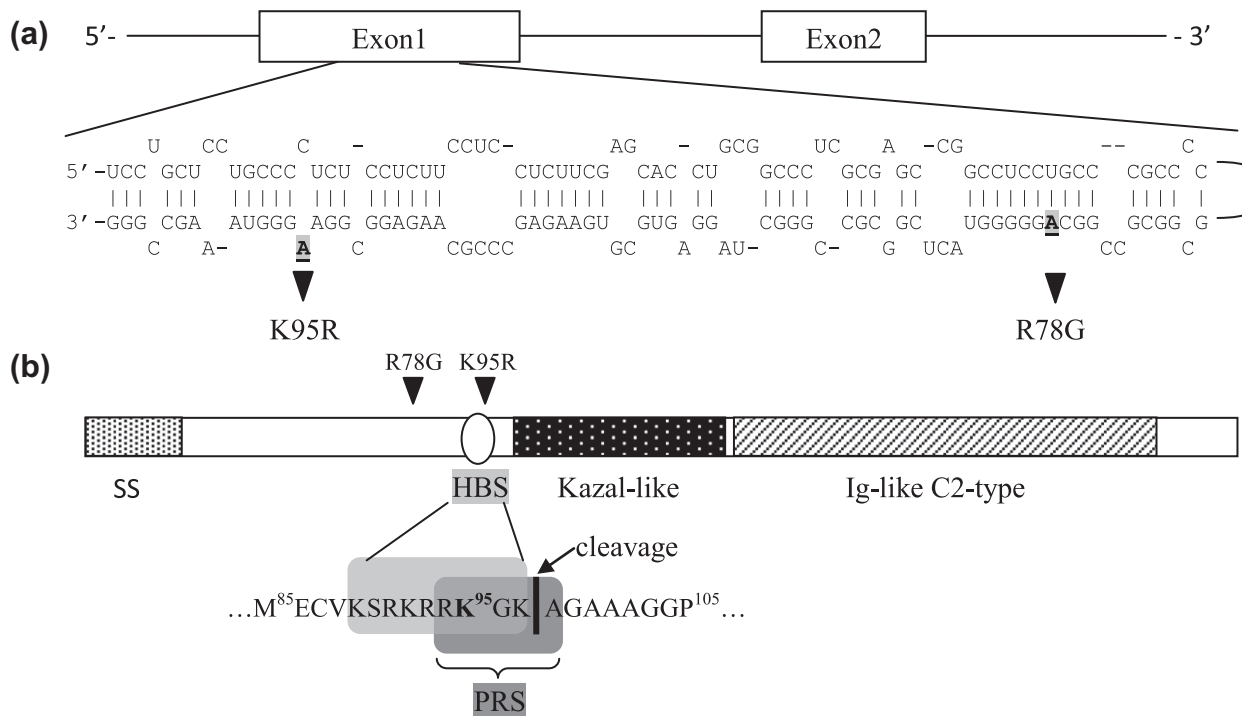 (a) 5’- Exon1 Exon2 - 3’
U CC C - CCUC- AG - GCG UC A -CG -- C
5’-UCC GCU UGCCC UCU CCUCUU CUCUUCG CAC CU GCCC GCG GC GCCUCCUGCC CGCCC C
3’-GGG CGA AUGGG AGG GGAGAA GAGAAGU GUG GG CGGG CGC GC UGGGGGACGG GCGG G
C A- A C CGCCC GC A AU- C- G UCA CC C
K95R R78G
(b) R78G K95R
SS HBS Kazal-like Ig-like C2-type
cleavage
...M85ECVKSRKRRK95GK AGAAAGGP105...
PRS